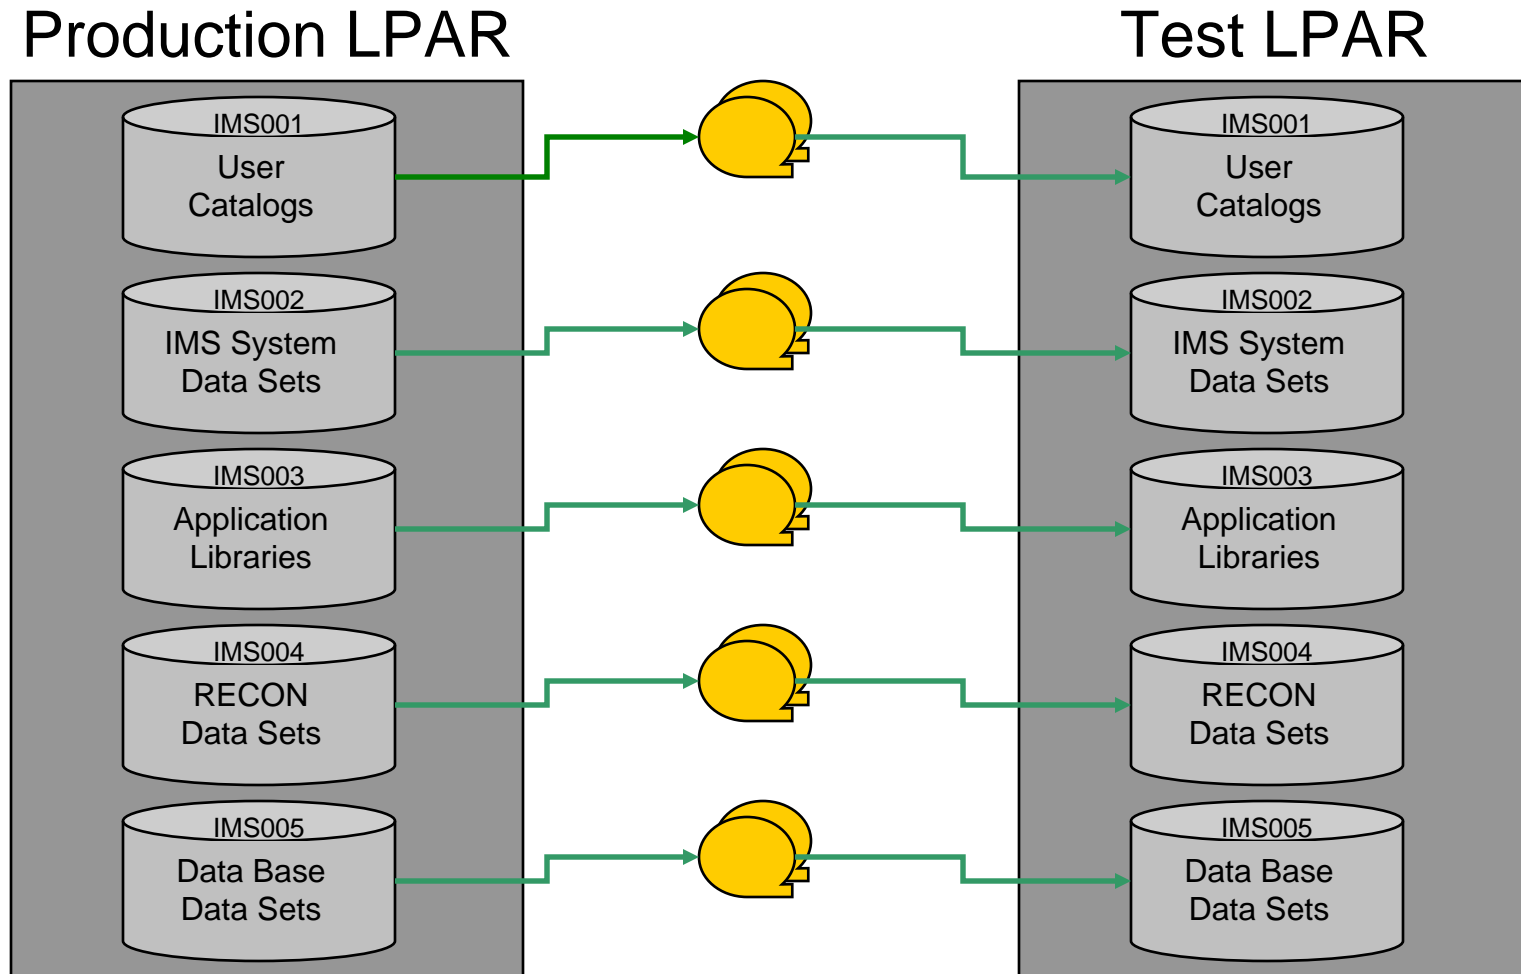 Production LPAR
Test LPAR
IMS001
User
Catalogs
IMS001
User
Catalogs
IMS002
IMS System
Data Sets
IMS002
IMS System
Data Sets
IMS003
Application
Libraries
IMS003
Application
Libraries
IMS004
RECON
Data Sets
IMS004
RECON
Data Sets
IMS005
Data Base
Data Sets
IMS005
Data Base
Data Sets